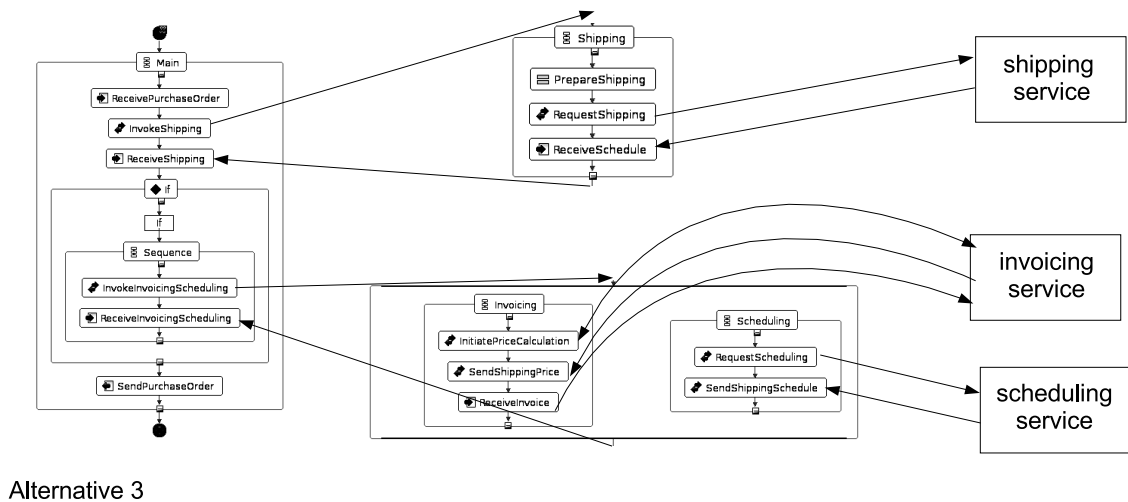 Main
ReceivePurchaseOrder
InvokeShipping
ReceiveShipping
If
If
Sequence
InvokeInvoicingScheduling
ReceiveInvoicingScheduling
SendPurchaseOrder
Shipping
PrepareShipping
RequestShipping
ReceiveSchedule
shipping
service
Invoicing
InitiatePriceCalculation
SendShippingPrice
ReceiveInvoice
Scheduling
RequestScheduling
SendShippingSchedule
invoicing
service
scheduling
service
Alternative 3